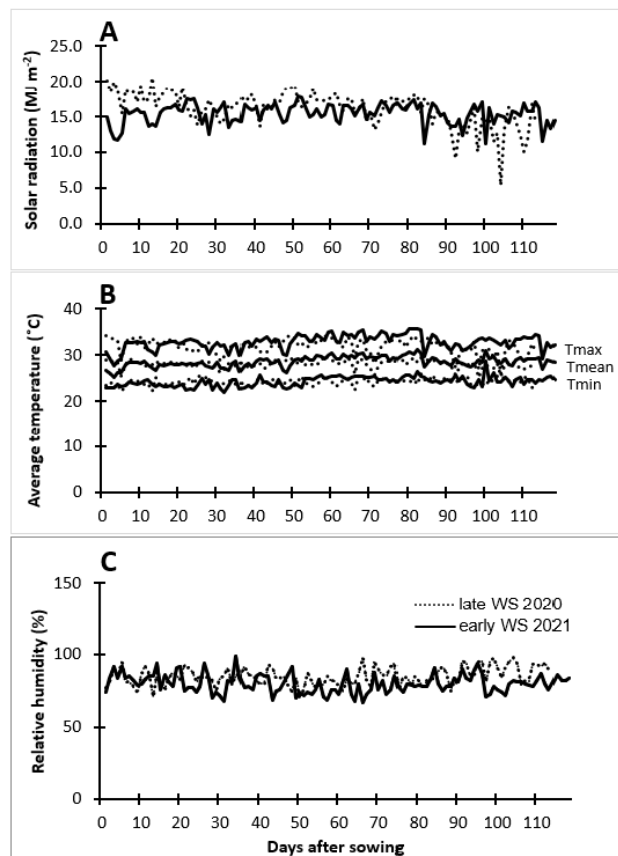 A
Solar radiation (MJ m-2)
25.0
20.0
15.0
10.0
5.0
0.0
0 10 20 30 40 50 60 70 80 90 100 110
B
Average temperature (˚C)
40
30
20
10
0
Tmax
Tmean
Tmin
0 10 20 30 40 50 60 70 80 90 100 110
C
Relative humidity (%)
150
100
50
0
late WS 2020
early WS 2021
0 10 20 30 40 50 60 70 80 90 100 110
Days after sowing